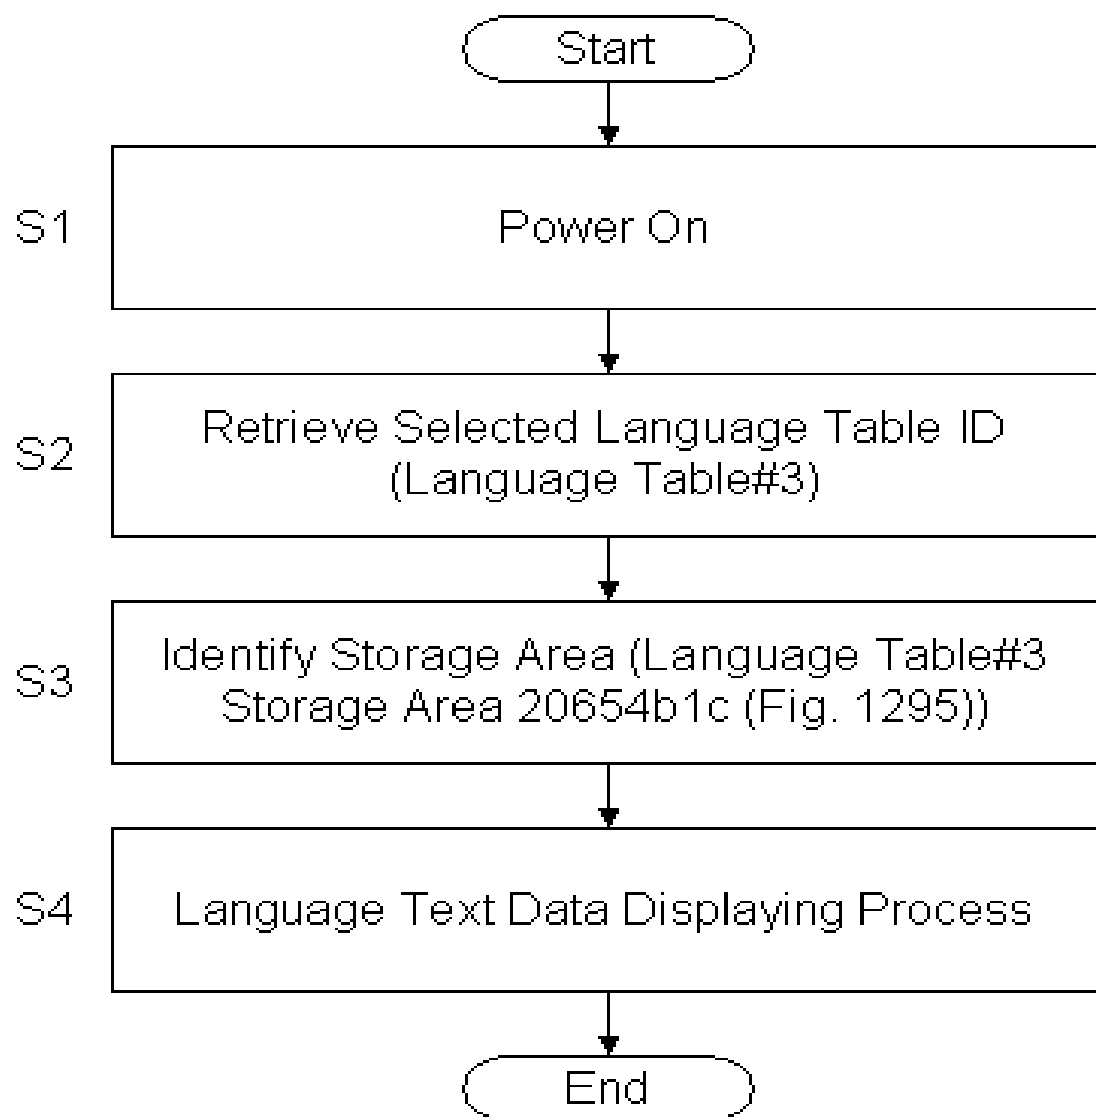 Start
S1
Power On
S2
Retrieve Selected Language Table ID
(Language Table#3)
S3
Identify Storage Area (Language Table#3
Storage Area 20654b1c (Fig. 1295))
S4
Language Text Data Displaying Process
End